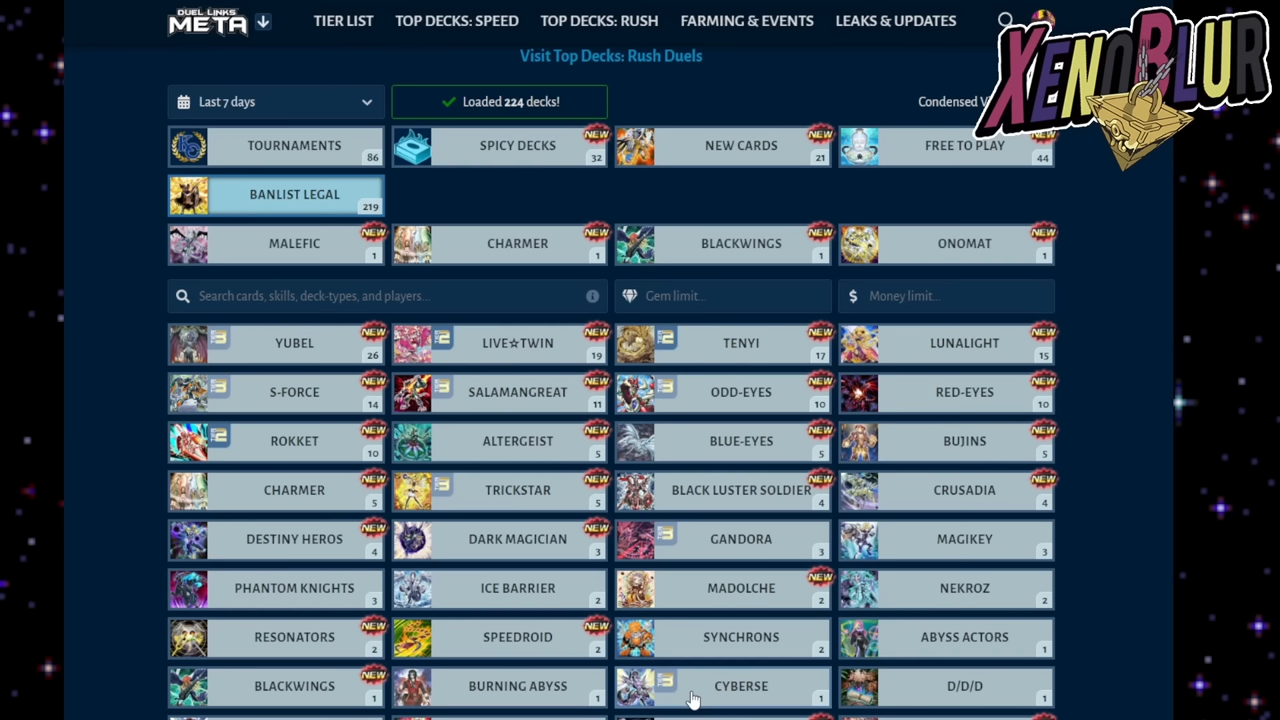 DUEL LINKS
META
TIER LIST
TOP DECKS: SPEED
TOP DECKS: RUSH
FARMING & EVENTS
LEAKS & UPDATES
XENOBLUR
Visit Top Decks: Rush Duels
Last 7 days
Loaded 224 decks!
Condensed
TOURNAMENTS 86
SPICY DECKS 32 NEW
NEW CARDS 21 NEW
FREE TO PLAY 44
BANLIST LEGAL 219
MALEFIC 1 NEW
CHARMER 1 NEW
BLACKWINGS 1 NEW
ONOMAT 1 NEW
Search cards, skills, deck-types, and players...
Gem limit...
$ Money limit...
YUBEL 26 NEW
LIVE☆TWIN 19 NEW
TENYI 17 NEW
LUNALIGHT 15 NEW
S-FORCE 14 NEW
SALAMANGREAT 11 NEW
ODD-EYES 10 NEW
RED-EYES 10 NEW
ROKKET 10 NEW
ALTERGEIST 5 NEW
BLUE-EYES 5 NEW
BUJINS 5 NEW
CHARMER 5 NEW
TRICKSTAR 5 NEW
BLACK LUSTER SOLDIER 4 NEW
CRUSADIA 4 NEW
DESTINY HEROS 4 NEW
DARK MAGICIAN 3 NEW
GANDORA 3
MAGIKEY 3
PHANTOM KNIGHTS 3
ICE BARRIER 2
MADOLCHE 2 NEW
NEKROZ 2
RESONATORS 2 NEW
SPEEDROID 2 NEW
SYNCHRONS 2
ABYSS ACTORS 1
BLACKWINGS 1 NEW
BURNING ABYSS 1
CYBERSE 1
D/D/D 1